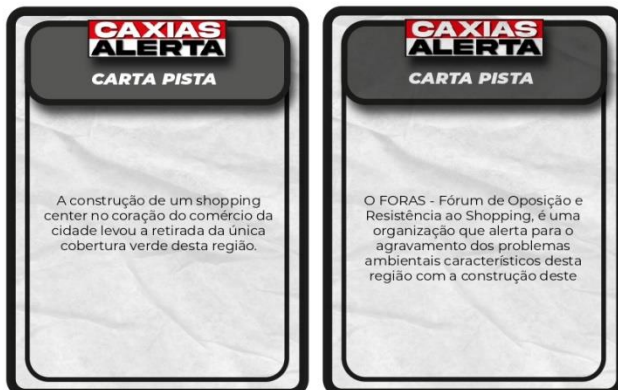 CAXIAS
ALERTA
CARTA PISTA
A construção de um shopping
center no coração do comércio da
cidade levou a retirada da única
cobertura verde desta região.
CAXIAS
ALERTA
CARTA PISTA
O FORAS - Fórum de Oposição e
Resistência ao Shopping, é uma
organização que alerta para o
agravamento dos problemas
ambientais característicos desta
região com a construção deste